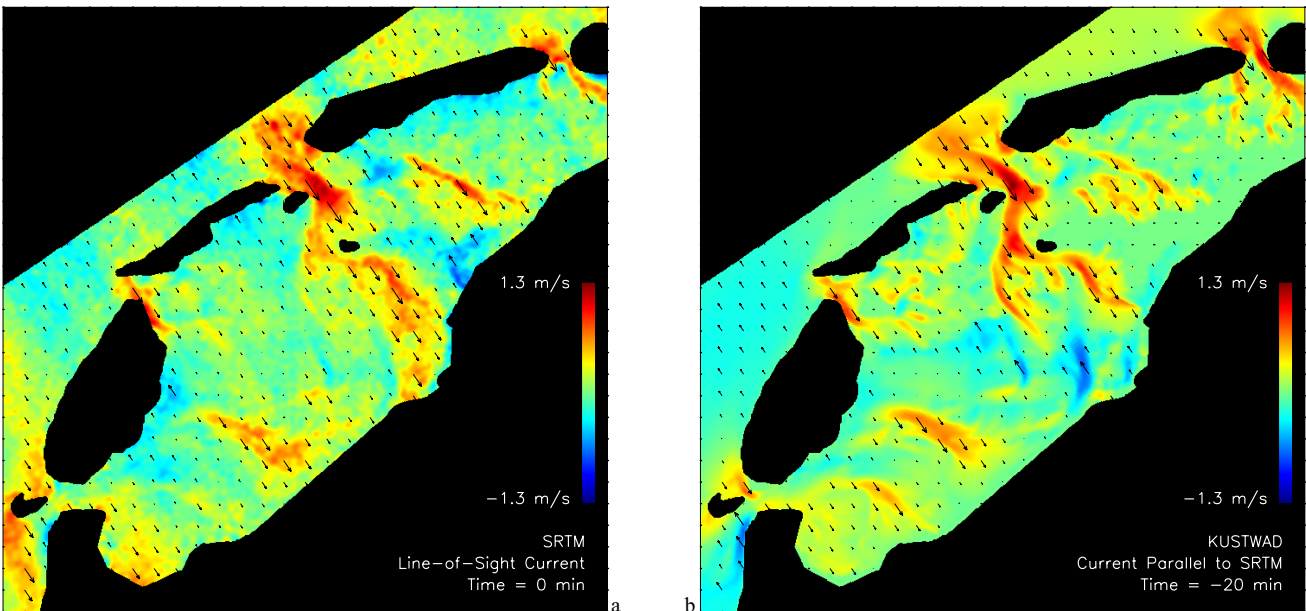 1.3 m/s
−1.3 m/s
SRTM
Line−of−Sight Current
Time = 0 min
a
1.3 m/s
−1.3 m/s
KUSTWAD
Current Parallel to SRTM
Time = −20 min
b